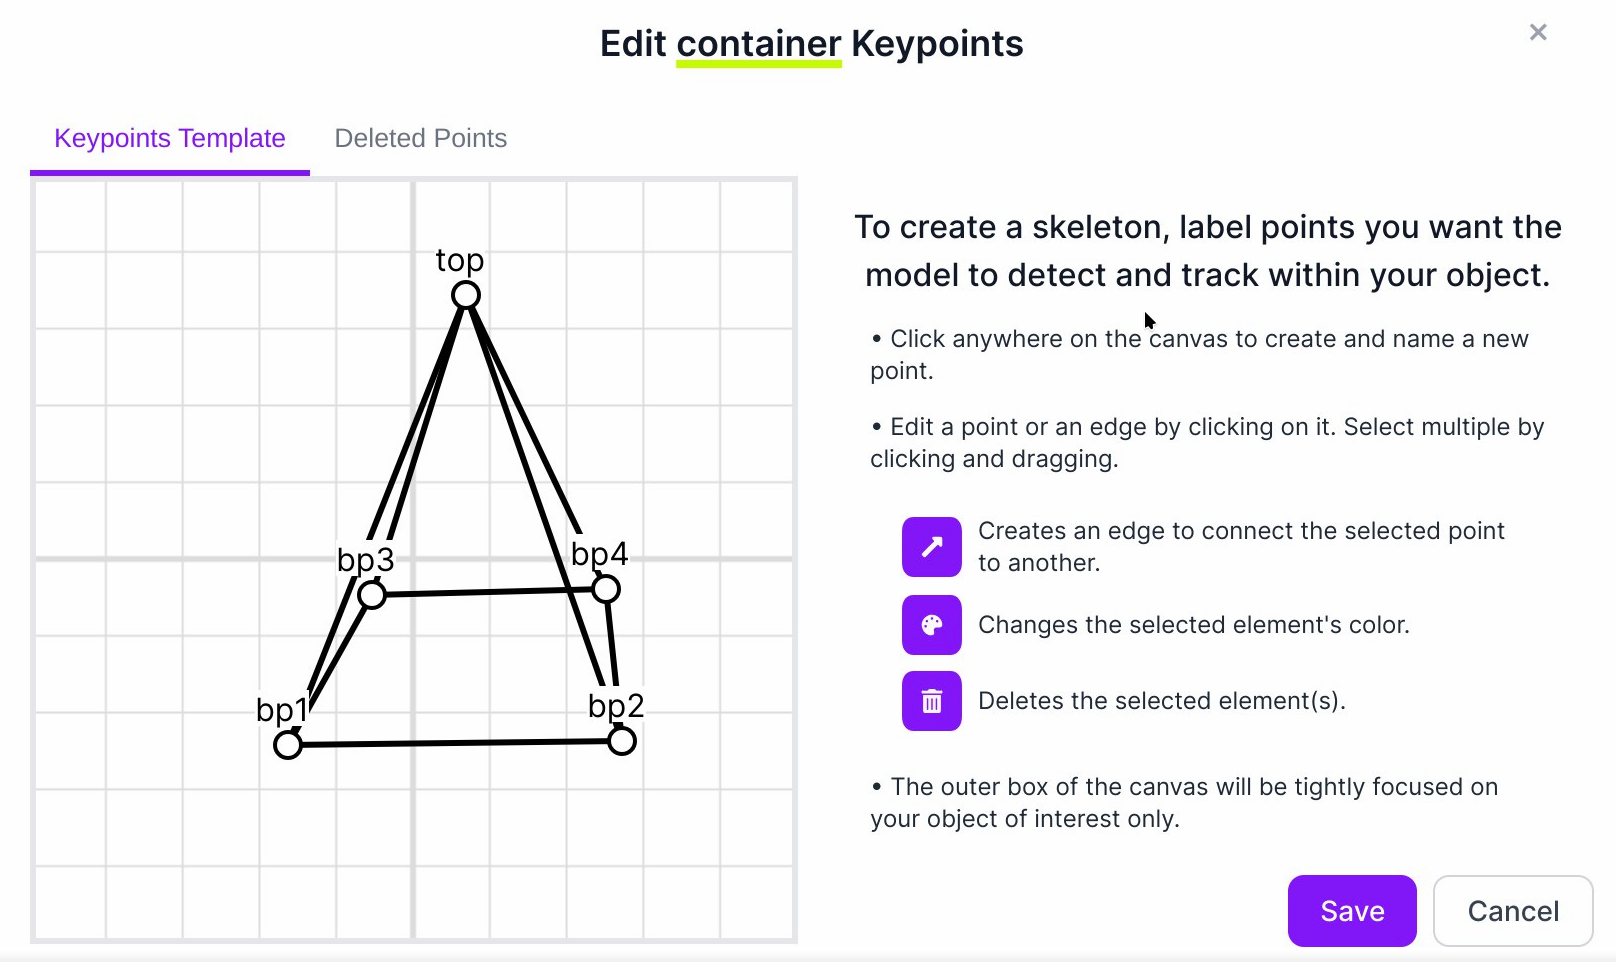 Edit container Keypoints
Keypoints Template
Deleted Points
top
bp3
bp4
bp1
bp2
To create a skeleton, label points you want the
model to detect and track within your object.
• Click anywhere on the canvas to create and name a new
point.
• Edit a point or an edge by clicking on it. Select multiple by
clicking and dragging.
Creates an edge to connect the selected point
to another.
Changes the selected element's color.
Deletes the selected element(s).
• The outer box of the canvas will be tightly focused on
your object of interest only.
Save
Cancel